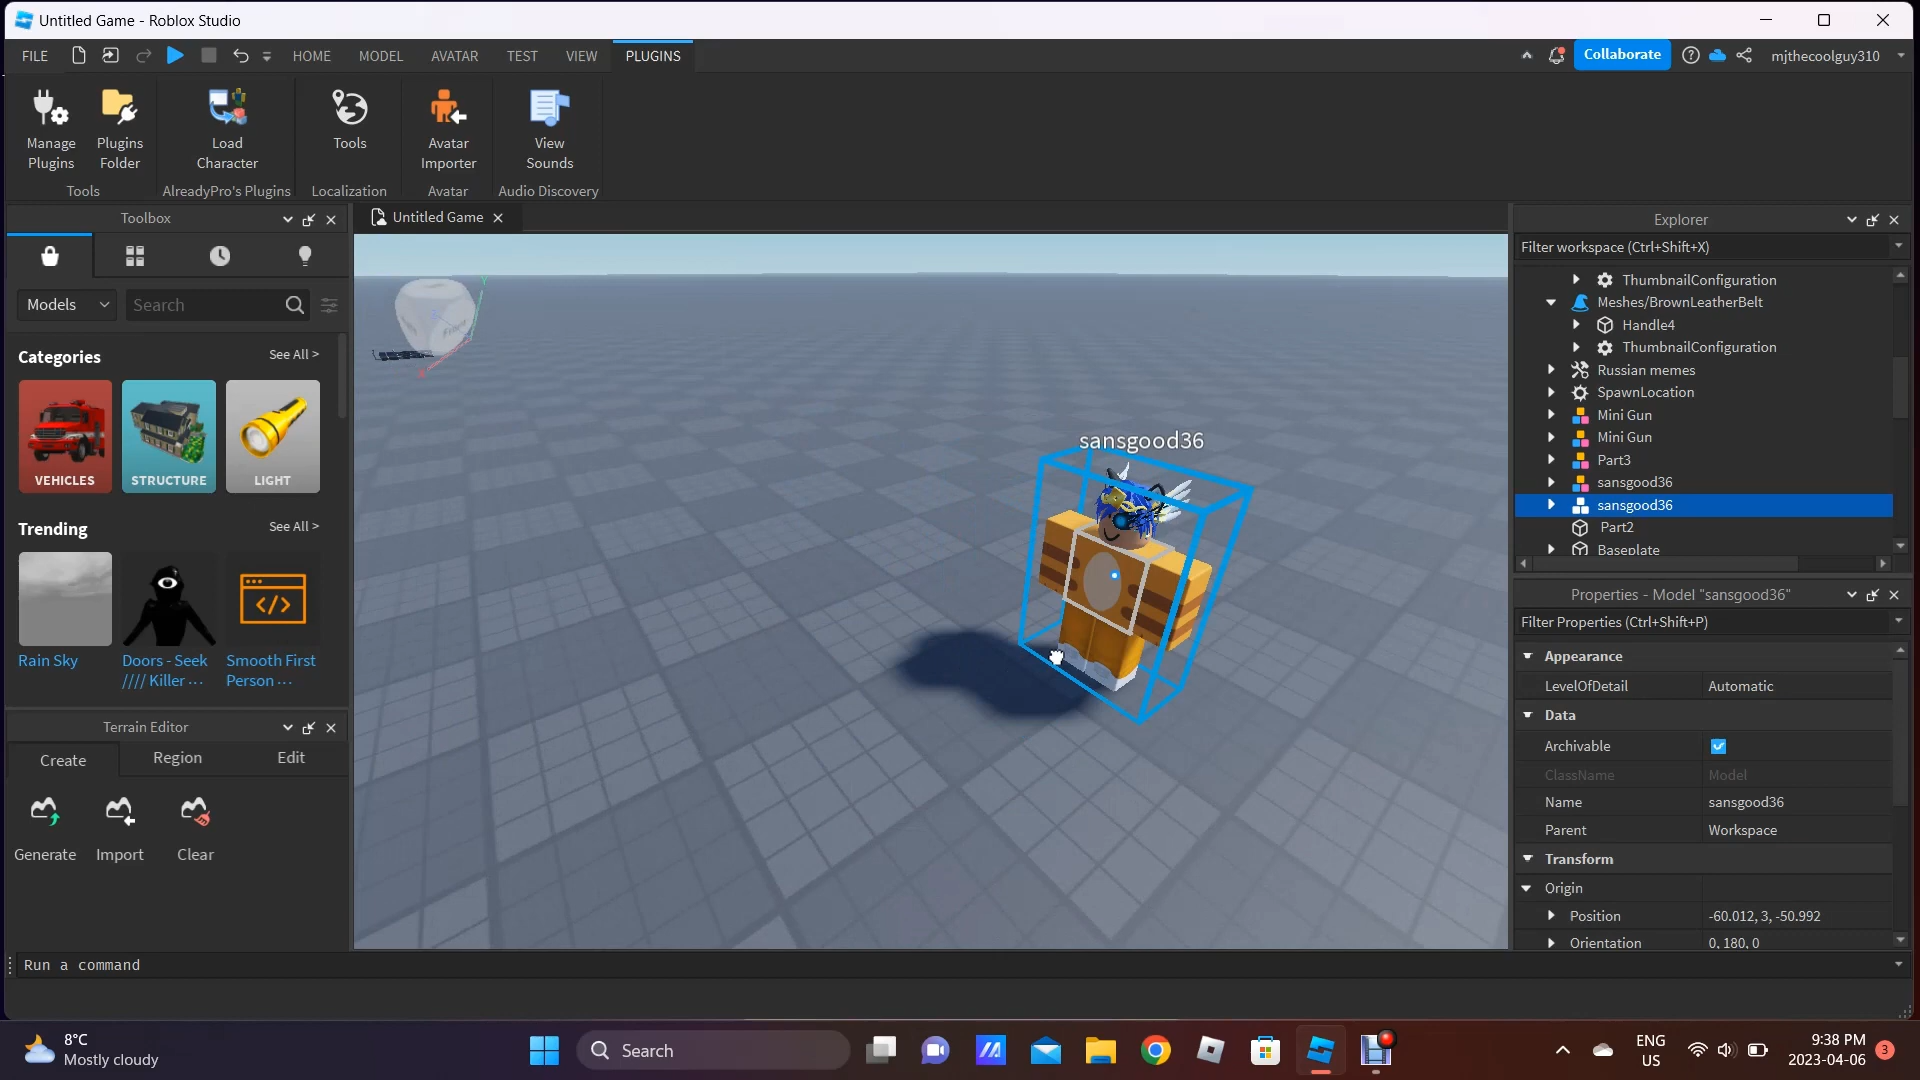 Untitled Game - Roblox Studio
FILE HOME MODEL AVATAR TEST VIEW PLUGINS Collaborate mjthecoolguy310
Manage Plugins
Plugins Folder
Load Character
Tools
Avatar Importer
View Sounds
Tools AlreadyPro's Plugins Localization Avatar Audio Discovery
Toolbox
Models Search
Categories See All >
VEHICLES STRUCTURE LIGHT
Trending See All >
Rain Sky
Doors - Seek
//// Killer ...
Smooth First
Person ...
Terrain Editor
Create Region Edit
Generate Import Clear
Untitled Game
sansgood36
Explorer
Filter workspace (Ctrl+Shift+X)
ThumbnailConfiguration
Meshes/BrownLeatherBelt
Handle4
ThumbnailConfiguration
Russian memes
SpawnLocation
Mini Gun
Mini Gun
Part3
sansgood36
sansgood36
Part2
Baseplate
Properties - Model "sansgood36"
Filter Properties (Ctrl+Shift+P)
Appearance
LevelOfDetail Automatic
Data
Archivable
ClassName Model
Name sansgood36
Parent Workspace
Transform
Origin
Position -60.012, 3, -50.992
Orientation 0, 180, 0
Run a command
8°C
Mostly cloudy
Search
ENG
US
9:38 PM
2023-04-06
3